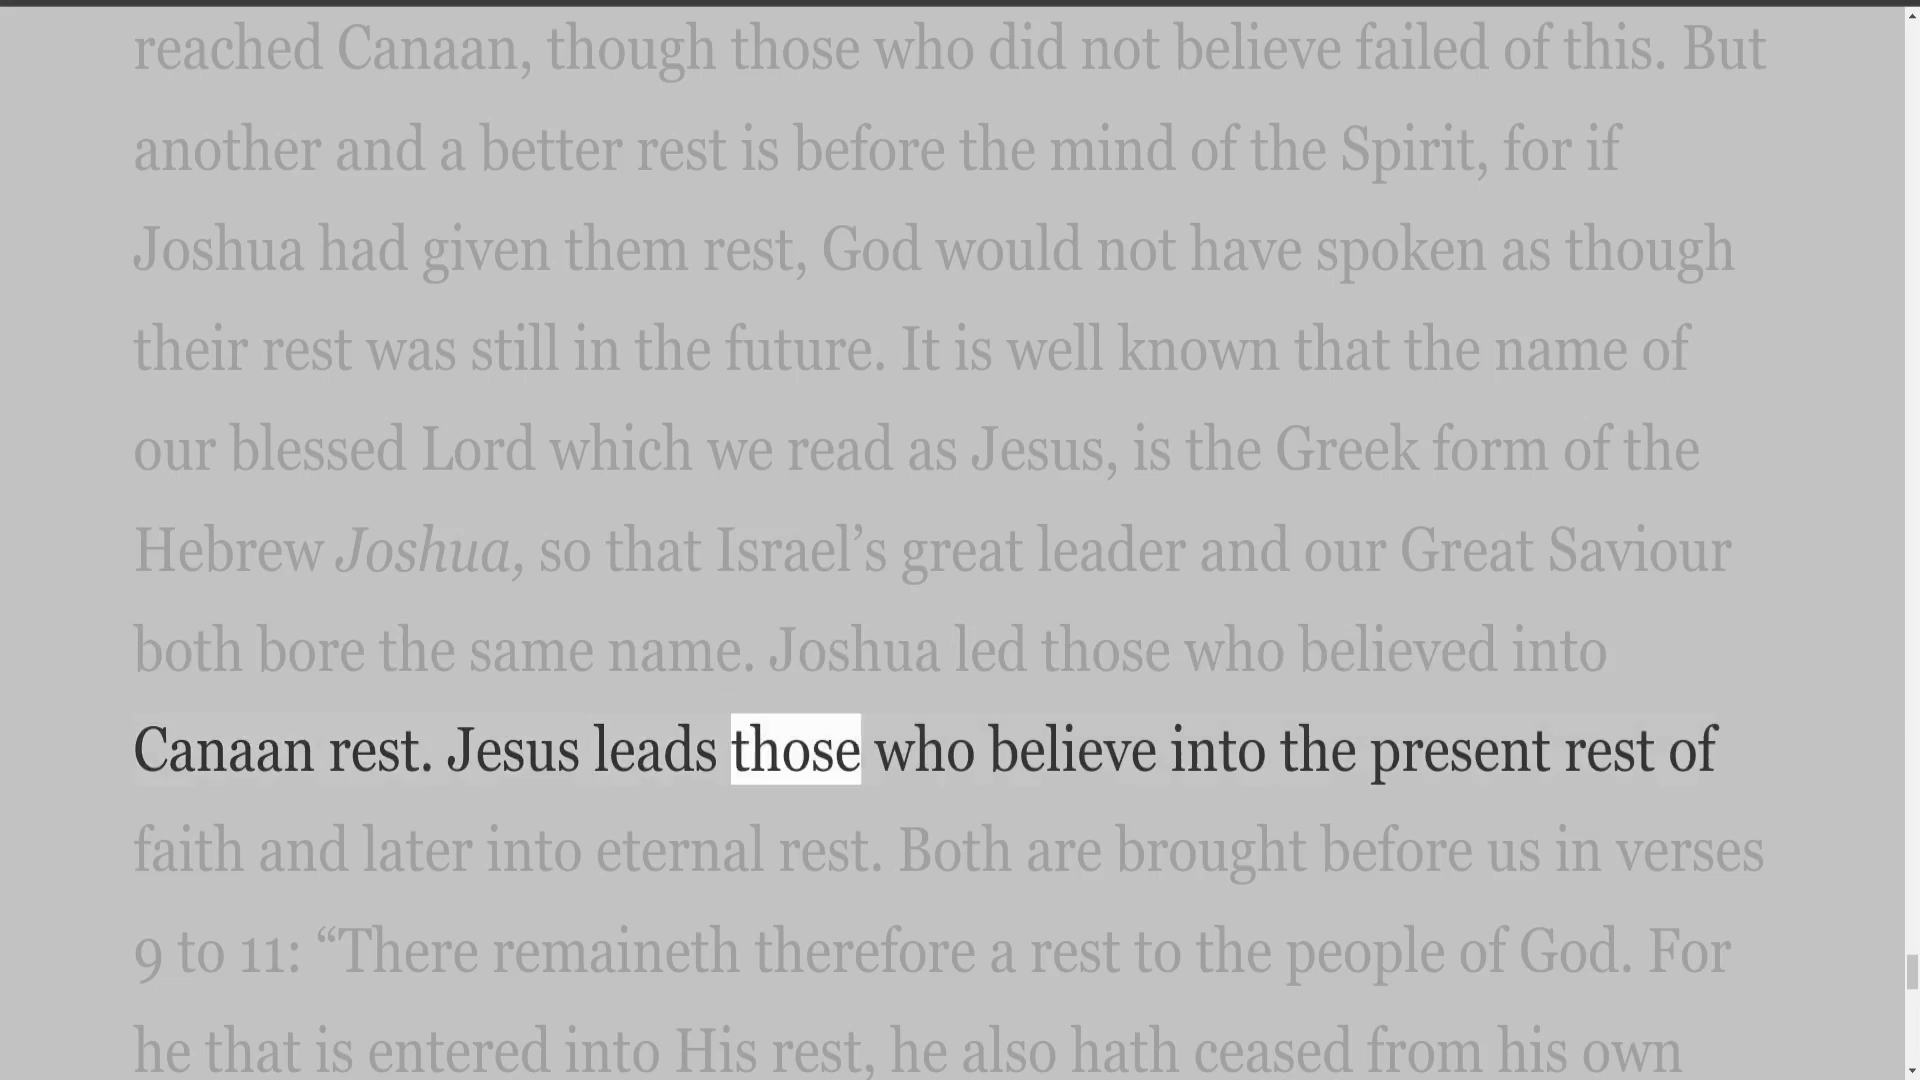 reached Canaan, though those who did not believe failed of this. But
another and a better rest is before the mind of the Spirit, for if
Joshua had given them rest, God would not have spoken as though
their rest was still in the future. It is well known that the name of
our blessed Lord which we read as Jesus, is the Greek form of the
Hebrew Joshua, so that Israel’s great leader and our Great Saviour
both bore the same name. Joshua led those who believed into
Canaan rest. Jesus leads those who believe into the present rest of
faith and later into eternal rest. Both are brought before us in verses
9 to 11: “There remaineth therefore a rest to the people of God. For
he that is entered into His rest, he also hath ceased from his own